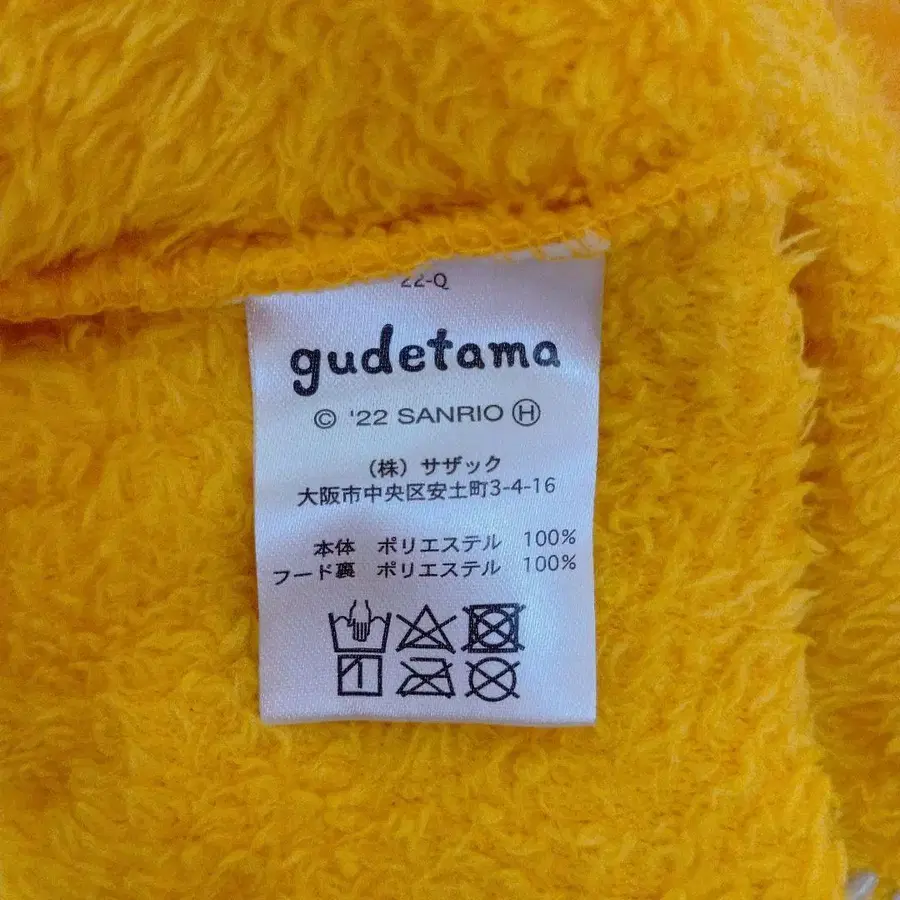 22-Q
gudetama
© '22 SANRIO Ⓗ
(株) サザック
大阪市中央区安土町3-4-16
本体 ポリエステル 100%
フード裏 ポリエステル 100%